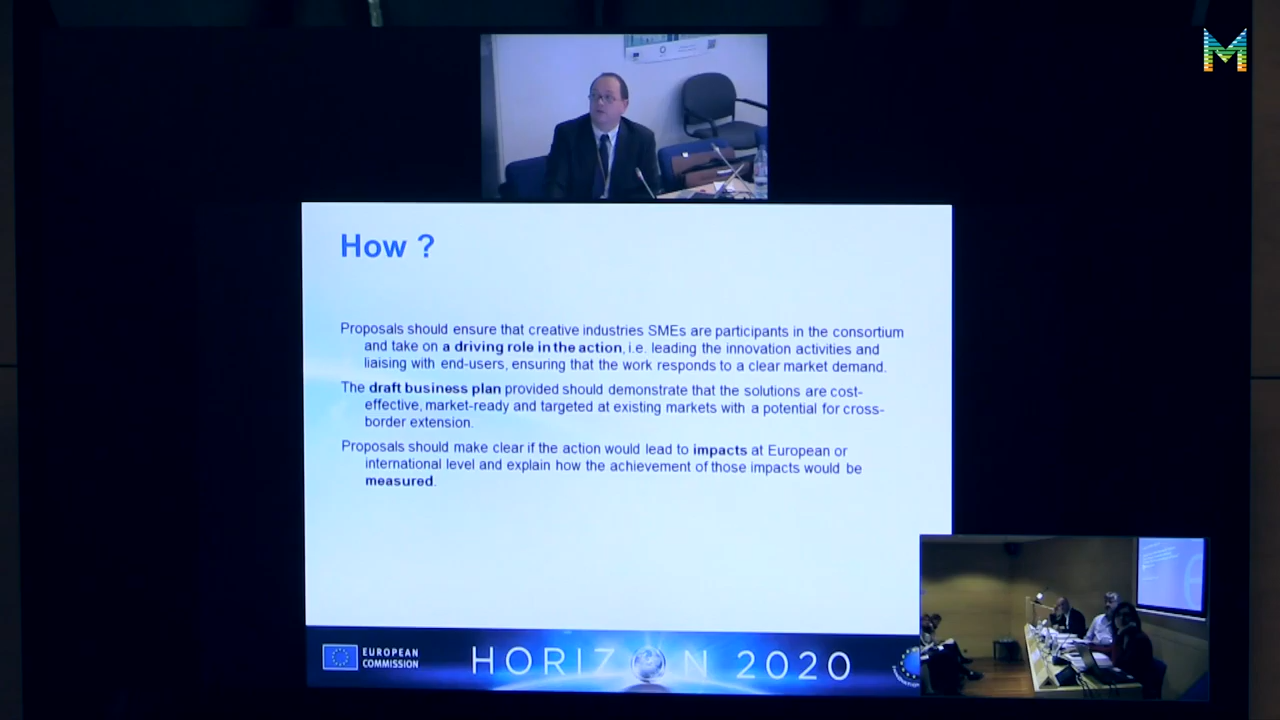 M
How ?
Proposals should ensure that creative industries SMEs are participants in the consortium
and take on a driving role in the action, i.e. leading the innovation activities and
liaising with end-users, ensuring that the work responds to a clear market demand.
The draft business plan provided should demonstrate that the solutions are cost-
effective, market-ready and targeted at existing markets with a potential for cross-
border extension.
Proposals should make clear if the action would lead to impacts at European or
international level and explain how the achievement of those impacts would be
measured.
EUROPEAN
COMMISSION
HORIZON 2020